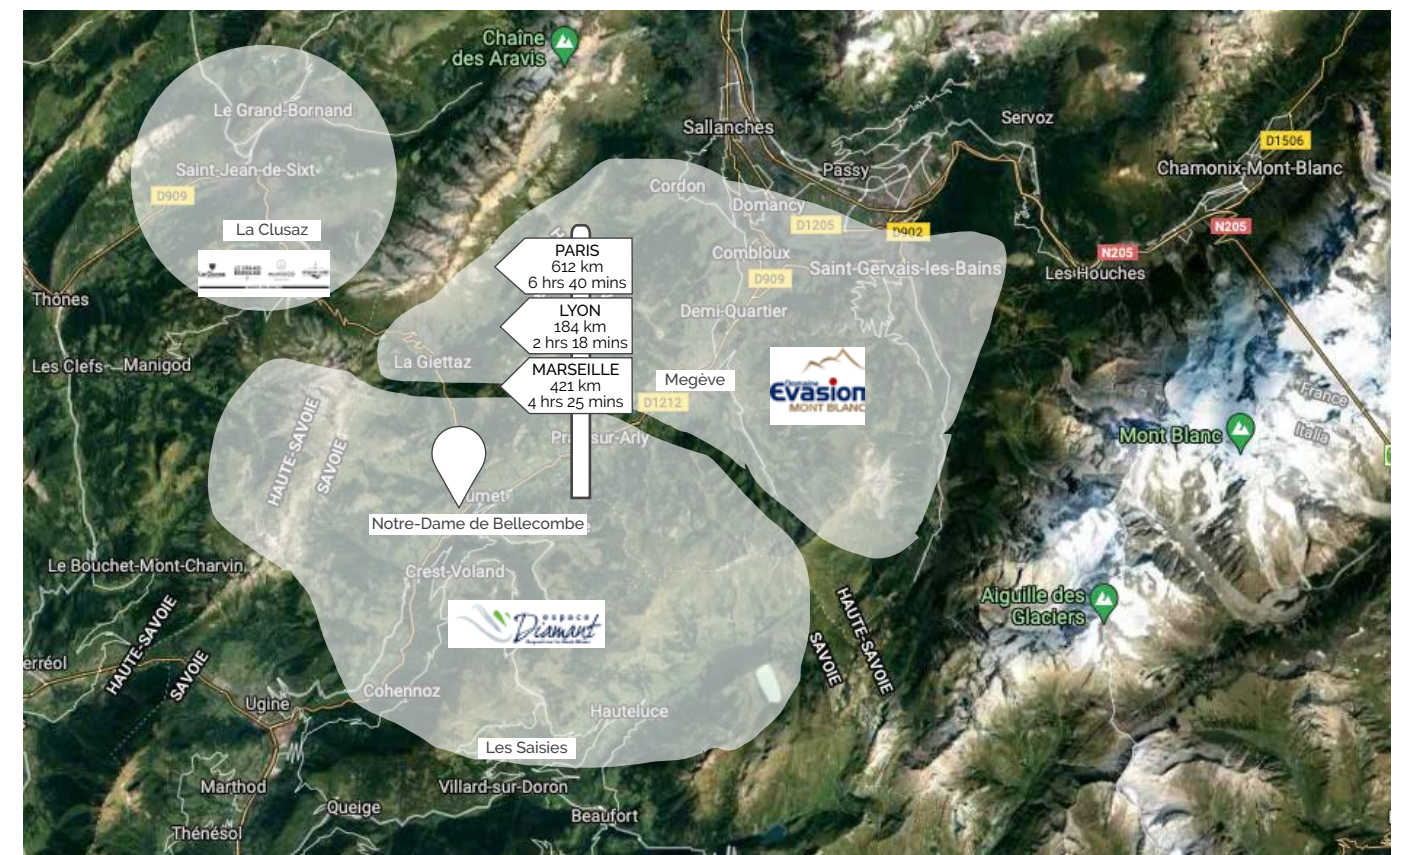 Chaîne
des Aravis
Le Grand-Bornand
Sallanches
Servoz
D1506
Saint-Jean-de-Sixt
Passy
Chamonix-Mont-Blanc
D909
Cordon
Domancy
La Clusaz
D1205
D902
N205
PARIS
612 km
6 hrs 40 mins
Combloux
N205
D909
Saint-Gervais-les-Bains
Les Houches
Thônes
LYON
184 km
2 hrs 18 mins
Demi-Quartier
Les Clefs
Manigod
La Giettaz
MARSEILLE
421 km
4 hrs 25 mins
Megève
Domaine
Evasion
MONT BLANC
D1212
France
Italia
Mont Blanc
HAUTE-SAVOIE
SAVOIE
sur-Arly
umet
Notre-Dame de Bellecombe
Le Bouchet-Mont-Charvin
Crest-Voland
Aiguille des
Glaciers
espace
Diamant
HAUTE-SAVOIE
SAVOIE
HAUTE-SAVOIE
SAVOIE
erréol
Cohennoz
Ugine
Hauteluce
Les Saisies
Marthod
Villard-sur-Doron
Queige
Beaufort
Thénésol